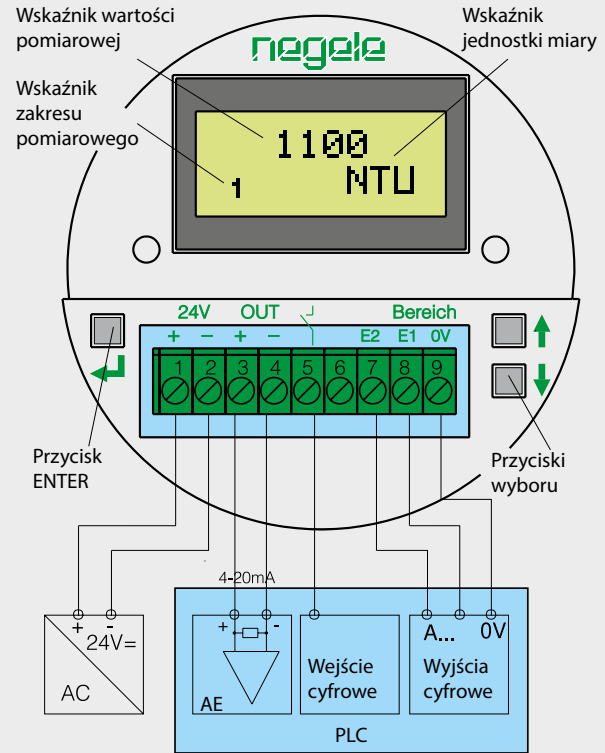 Wskaźnik wartości
pomiarowej
Wskaźnik
jednostki miary
negele
Wskaźnik
zakresu
pomiarowego
1100
1 NTU
24V OUT Bereich
+ − + − E2 E1 0V
1 2 3 4 5 6 7 8 9
Przycisk
ENTER
Przyciski
wyboru
4-20mA
+ -
24V=
AC
+ -
AE
Wejście
cyfrowe
A... 0V
Wyjścia
cyfrowe
PLC